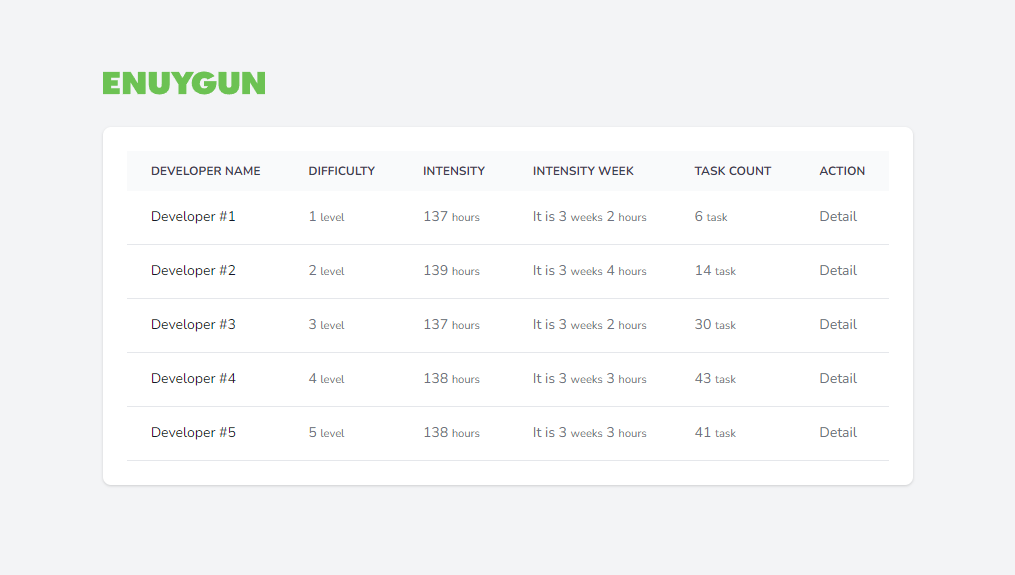 ENUYGUN
DEVELOPER NAME DIFFICULTY INTENSITY INTENSITY WEEK TASK COUNT ACTION
Developer #1 1 level 137 hours It is 3 weeks 2 hours 6 task Detail
Developer #2 2 level 139 hours It is 3 weeks 4 hours 14 task Detail
Developer #3 3 level 137 hours It is 3 weeks 2 hours 30 task Detail
Developer #4 4 level 138 hours It is 3 weeks 3 hours 43 task Detail
Developer #5 5 level 138 hours It is 3 weeks 3 hours 41 task Detail